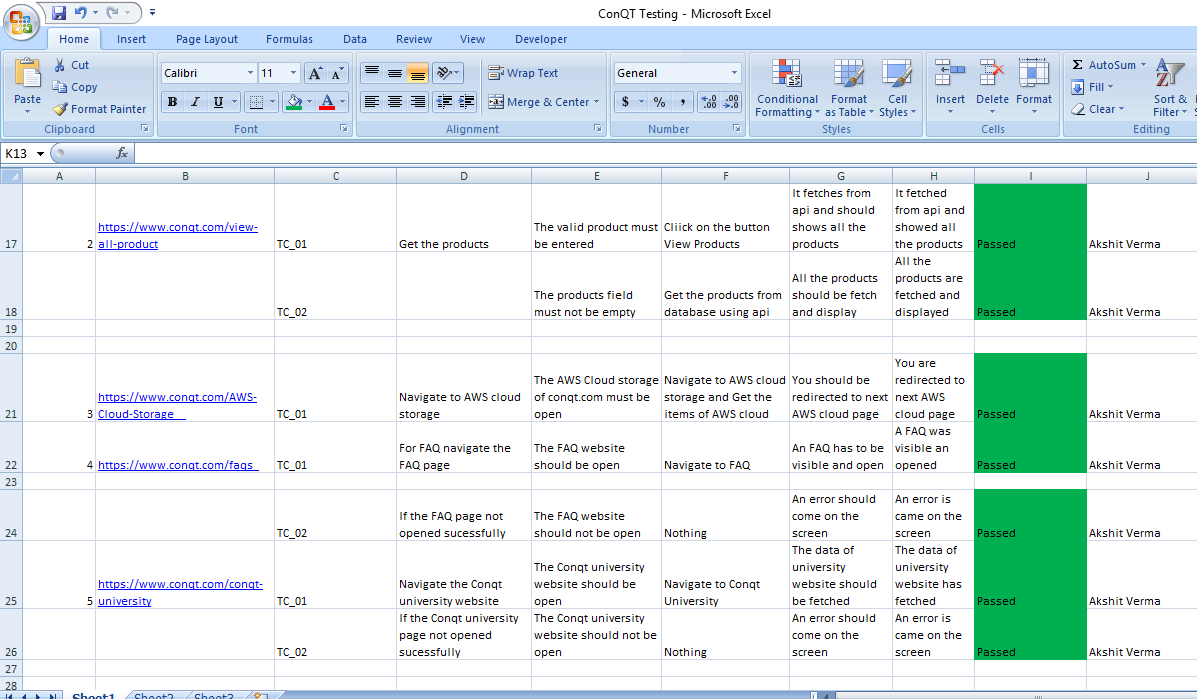 ConQT Testing - Microsoft Excel
Home Insert Page Layout Formulas Data Review View Developer
Paste
Cut
Copy
Format Painter
Clipboard
Calibri 11
B I U
Font
Wrap Text
Merge & Center
Alignment
General
$ % ,
Number
Conditional Formatting
Format as Table
Cell Styles
Styles
Insert Delete Format
Cells
Σ AutoSum
Fill
Clear
Sort & Filter
Editing
K13 fx
A B C D E F G H I J
17
2
https://www.conqt.com/view-
all-product
TC_01
Get the products
The valid product must
be entered
Cliick on the button
View Products
It fetches from
api and should
shows all the
products
It fetched
from api and
showed all
the products
Passed
Akshit Verma
18
TC_02
The products field
must not be empty
Get the products from
database using api
All the products
should be fetch
and display
All the
products are
fetched and
displayed
Passed
Akshit Verma
19
20
21
3
https://www.conqt.com/AWS-
Cloud-Storage
TC_01
Navigate to AWS cloud
storage
The AWS Cloud storage
of conqt.com must be
open
Navigate to AWS cloud
storage and Get the
items of AWS cloud
You should be
redirected to next
AWS cloud page
You are
redirected to
next AWS
cloud page
Passed
Akshit Verma
22
4
https://www.conqt.com/faqs
TC_01
For FAQ navigate the
FAQ page
The FAQ website
should be open
Navigate to FAQ
An FAQ has to be
visible and open
A FAQ was
visible an
opened
Passed
Akshit Verma
23
24
TC_02
If the FAQ page not
opened sucessfully
The FAQ website
should not be open
Nothing
An error should
come on the
screen
An error is
came on the
screen
Passed
Akshit Verma
25
5
https://www.conqt.com/conqt-
university
TC_01
Navigate the Conqt
university website
The Conqt university
website should be
open
Navigate to Conqt
University
The data of
university
website should
be fetched
The data of
university
website has
fetched
Passed
Akshit Verma
26
TC_02
If the Conqt university
page not opened
sucessfully
The Conqt university
website should not be
open
Nothing
An error should
come on the
screen
An error is
came on the
screen
Passed
Akshit Verma
27
28
Sheet1 Sheet2 Sheet3